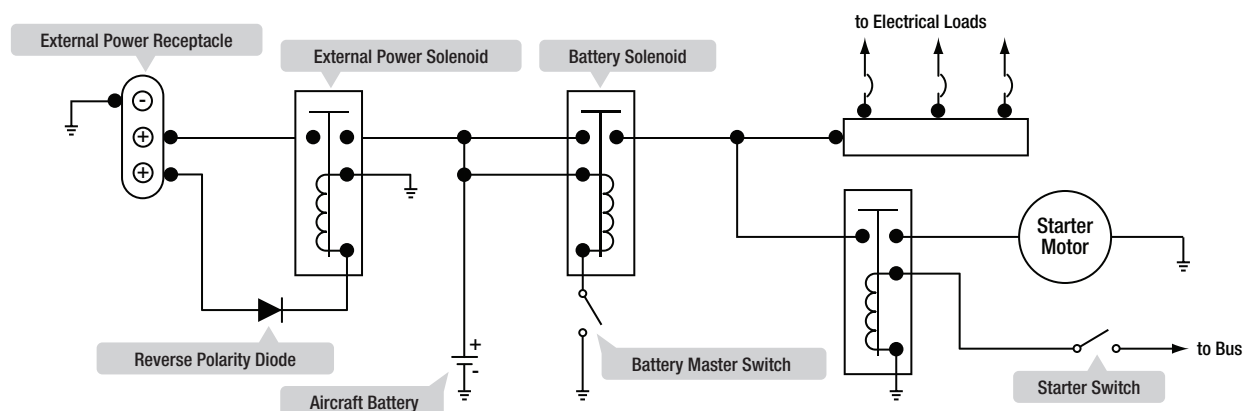 to Electrical Loads
External Power Receptacle
External Power Solenoid
Battery Solenoid
-
+
+
Starter
Motor
+
-
Reverse Polarity Diode
Battery Master Switch
to Bus
Starter Switch
Aircraft Battery